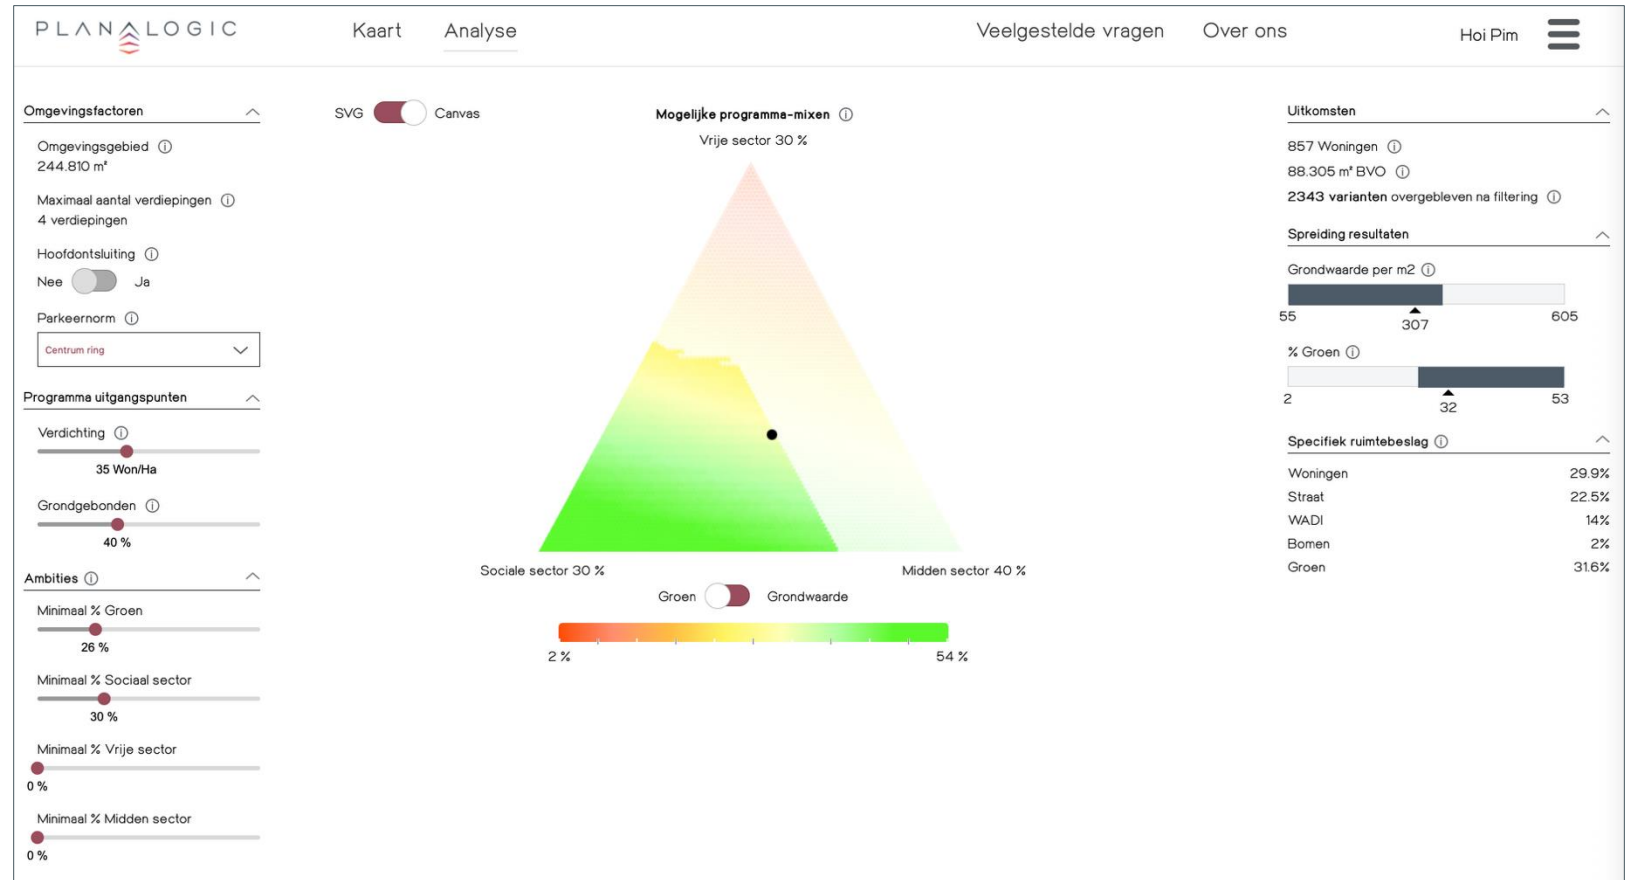 PLANALOGIC
Kaart
Analyse
Veelgestelde vragen
Over ons
Hoi Pim
Omgevingsfactoren
Omgevingsgebied
244.810 m²
Maximaal aantal verdiepingen
4 verdiepingen
Hoofdontsluiting
Nee Ja
Parkeernorm
Centrum ring
Programma uitgangspunten
Verdichting
35 Won/Ha
Grondgebonden
40 %
Ambities
Minimaal % Groen
26 %
Minimaal % Sociaal sector
30 %
Minimaal % Vrije sector
0 %
Minimaal % Midden sector
0 %
SVG Canvas
Mogelijke programma-mixen
Vrije sector 30 %
Sociale sector 30 %
Midden sector 40 %
Groen Grondwaarde
2 %
54 %
Uitkomsten
857 Woningen
88.305 m² BVO
2343 varianten overgebleven na filtering
Spreiding resultaten
Grondwaarde per m2
55
307
605
% Groen
2
32
53
Specifiek ruimtebeslag
Woningen 29.9%
Straat 22.5%
WADI 14%
Bomen 2%
Groen 31.6%